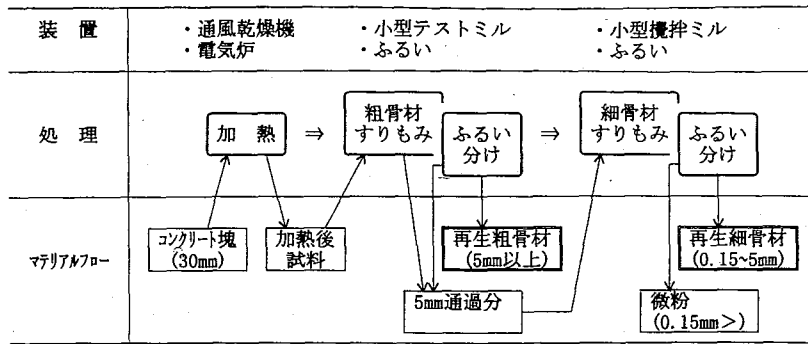 装 置
・通風乾燥機
・電気炉
・小型テストミル
・ふるい
・小型攪拌ミル
・ふるい
処 理
加 熱
⇒
粗骨材
すりもみ
ふるい
分け
⇒
細骨材
すりもみ
ふるい
分け
マテリアルフロー
コンクリート塊
(30mm)
加熱後
試料
再生粗骨材
(5mm以上)
5mm通過分
再生細骨材
(0.15~5mm)
微粉
(0.15mm>)